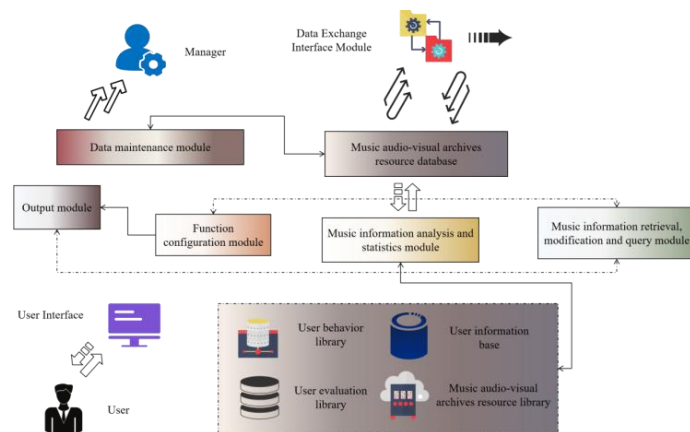 Manager
Data Exchange
Interface Module
Data maintenance module
Music audio-visual archives
resource database
Output module
Function
configuration module
Music information analysis and
statistics module
Music information retrieval,
modification and query module
User Interface
User behavior
library
User information
base
User evaluation
library
Music audio-visual
archives resource library
User